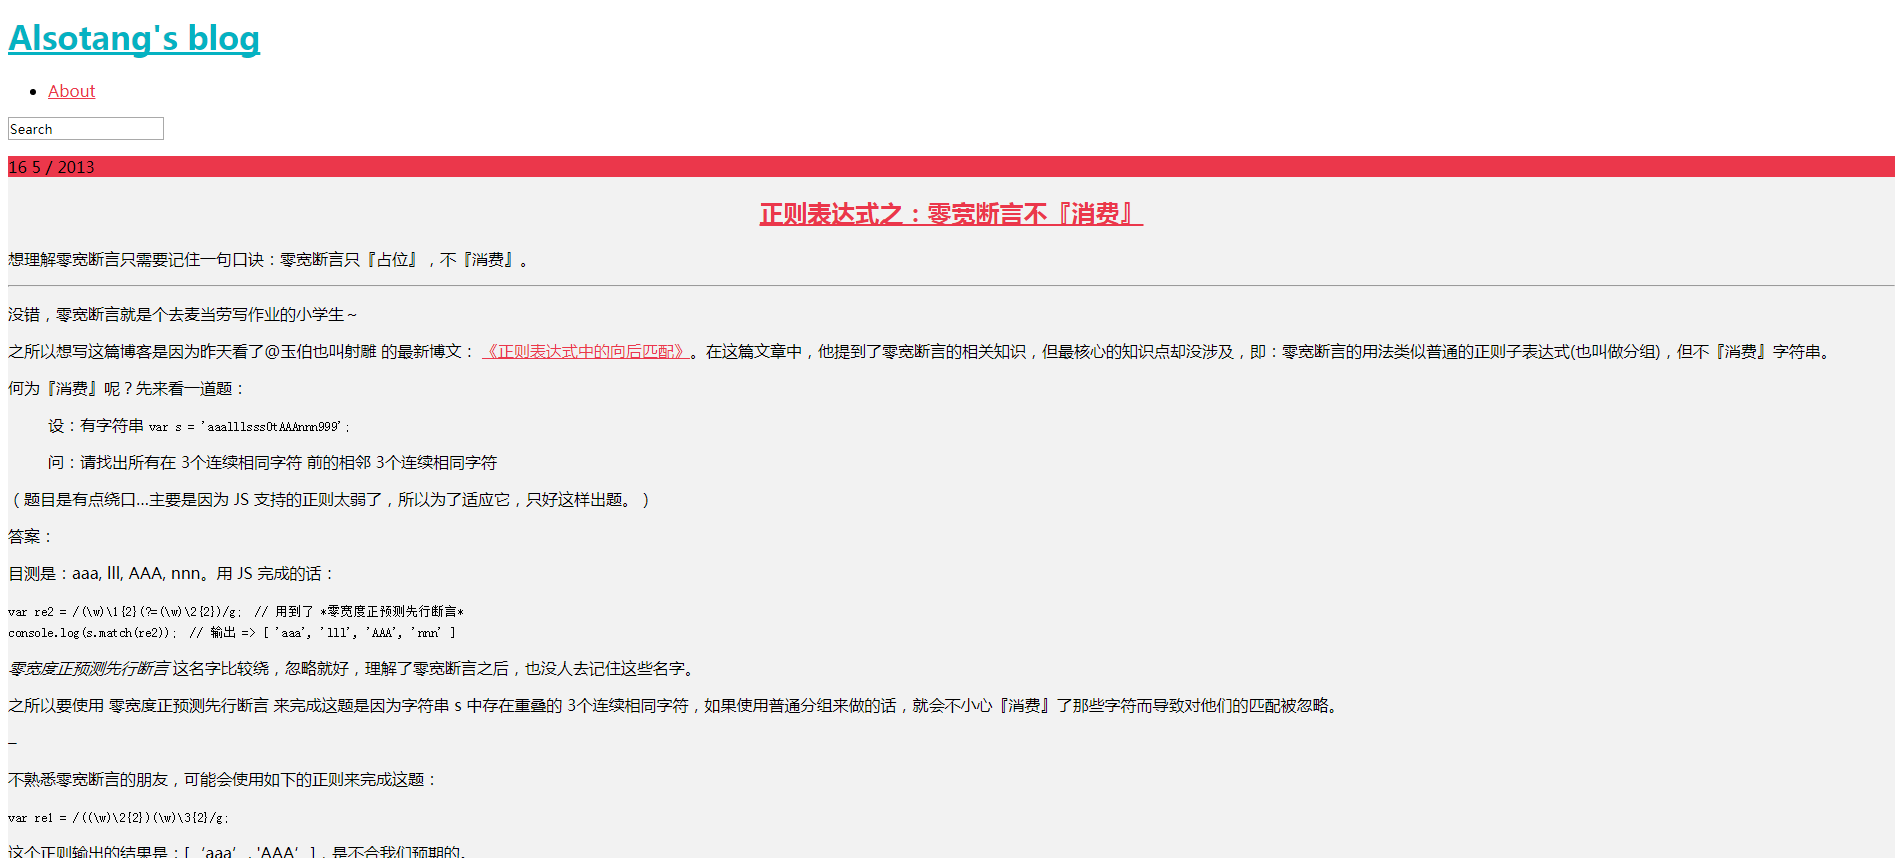 Alsotang's blog
About
Search
16 5 / 2013
正则表达式之：零宽断言不『消费』
想理解零宽断言只需要记住一句口诀：零宽断言只『占位』，不『消费』。
没错，零宽断言就是个去麦当劳写作业的小学生～
之所以想写这篇博客是因为昨天看了@玉伯也叫射雕 的最新博文： 《正则表达式中的向后匹配》。在这篇文章中，他提到了零宽断言的相关知识，但最核心的知识点却没涉及，即：零宽断言的用法类似普通的正则子表达式(也叫做分组)，但不『消费』字符串。
何为『消费』呢？先来看一道题：
设：有字符串 var s = 'aaalllsss0tAAAnnn999';
问：请找出所有在 3个连续相同字符 前的相邻 3个连续相同字符
（题目是有点绕口...主要是因为 JS 支持的正则太弱了，所以为了适应它，只好这样出题。）
答案：
目测是：aaa, lll, AAA, nnn。用 JS 完成的话：
var re2 = /(\w)\1{2}(?=(\w)\2{2})/g;  // 用到了 *零宽度正预测先行断言*
console.log(s.match(re2));  // 输出 => [ 'aaa', 'lll', 'AAA', 'nnn' ]
零宽度正预测先行断言 这名字比较绕，忽略就好，理解了零宽断言之后，也没人去记住这些名字。
之所以要使用 零宽度正预测先行断言 来完成这题是因为字符串 s 中存在重叠的 3个连续相同字符，如果使用普通分组来做的话，就会不小心『消费』了那些字符而导致对他们的匹配被忽略。
–
不熟悉零宽断言的朋友，可能会使用如下的正则来完成这题：
var re1 = /((\w)\2{2})(\w)\3{2}/g;
这个正则输出的结果是：[ ‘aaa’, 'AAA’ ]，是不合我们预期的。